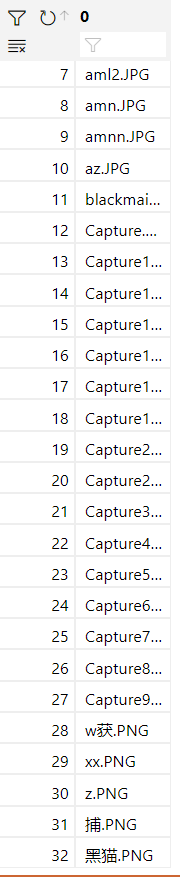 0
7 aml2.JPG
8 amn.JPG
9 amnn.JPG
10 az.JPG
11 blackmai...
12 Capture....
13 Capture1...
14 Capture1...
15 Capture1...
16 Capture1...
17 Capture1...
18 Capture1...
19 Capture2...
20 Capture2...
21 Capture3...
22 Capture4...
23 Capture5...
24 Capture6...
25 Capture7...
26 Capture8...
27 Capture9...
28 w获.PNG
29 xx.PNG
30 z.PNG
31 捕.PNG
32 黑猫.PNG